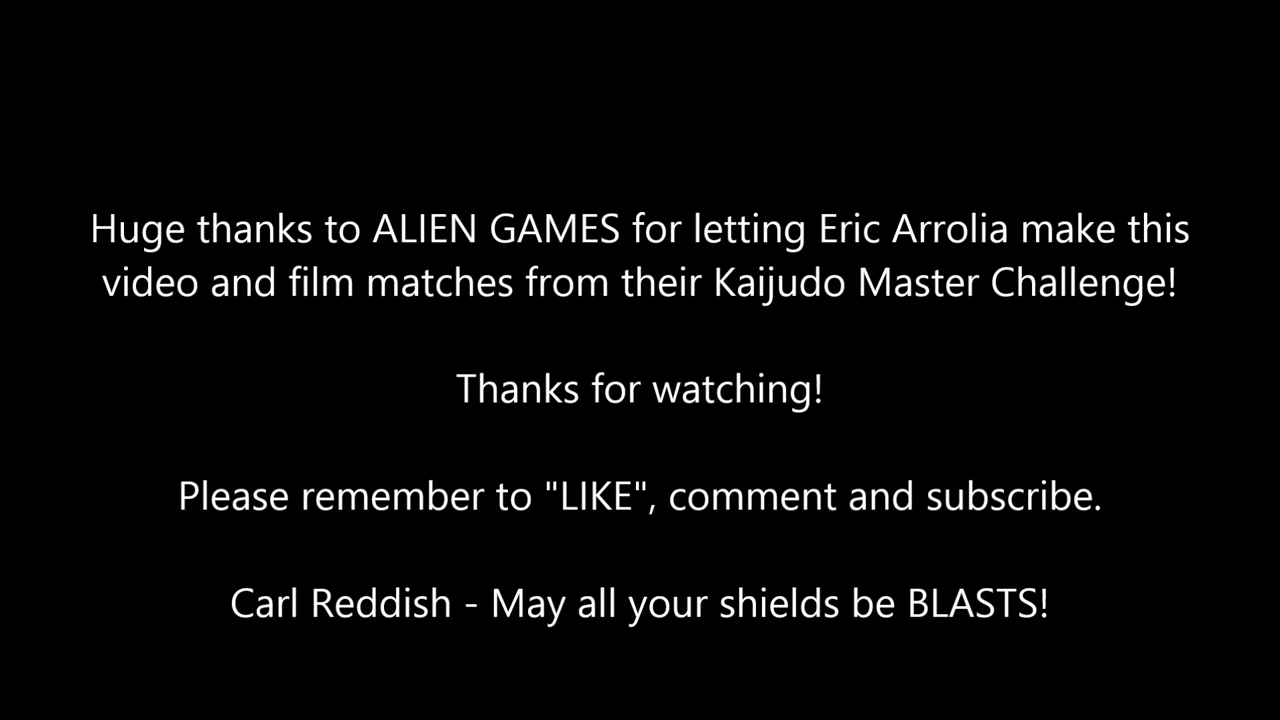 Huge thanks to ALIEN GAMES for letting Eric Arrolia make this
video and film matches from their Kaijudo Master Challenge!
Thanks for watching!
Please remember to "LIKE", comment and subscribe.
Carl Reddish - May all your shields be BLASTS!